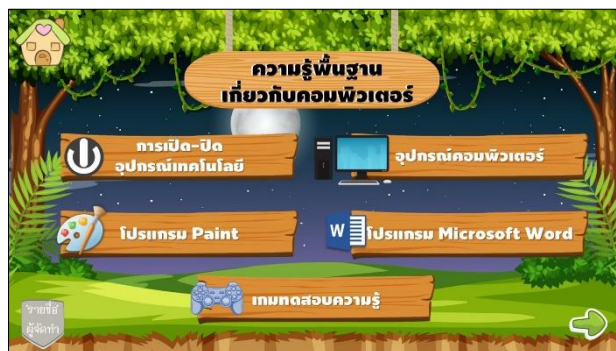 ความรู้พื้นฐาน
เกี่ยวกับคอมพิวเตอร์
การเปิด-ปิด
อุปกรณ์เทคโนโลยี
อุปกรณ์คอมพิวเตอร์
โปรแกรม Paint
W
โปรแกรม Microsoft Word
เกมทดสอบความรู้
รายชื่อ
ผู้จัดทำ